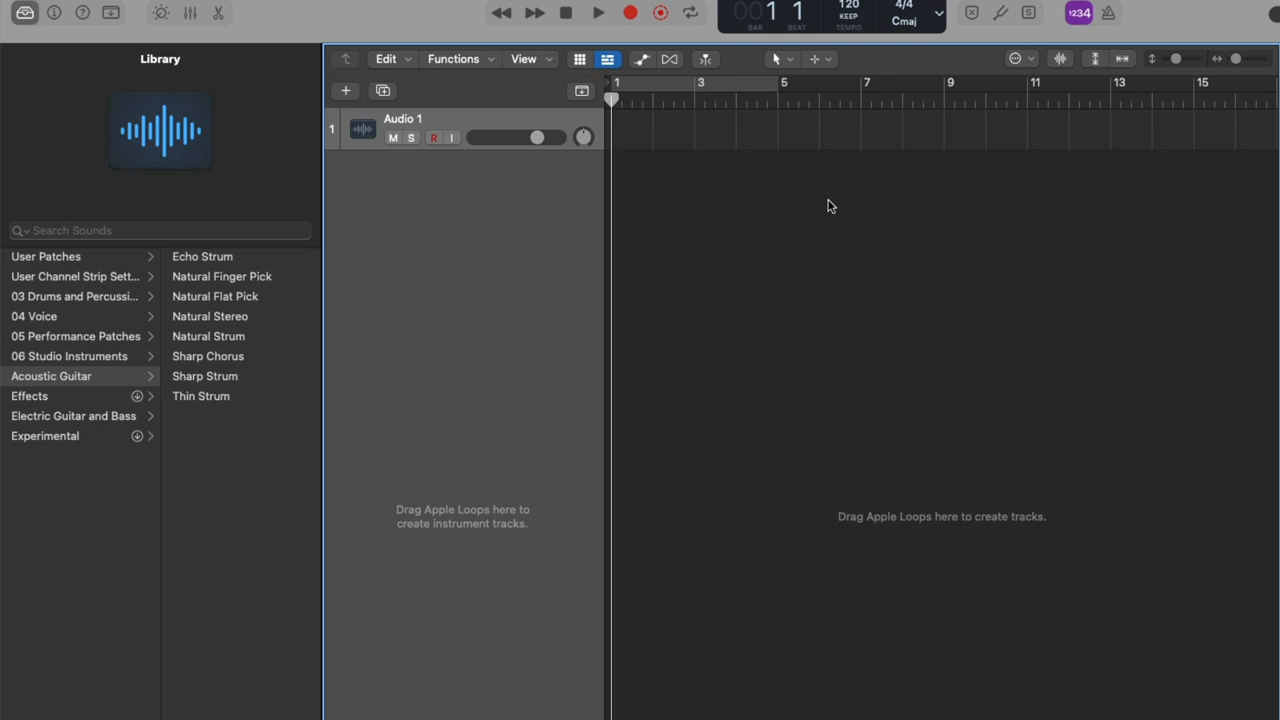 00 1 1
BAR BEAT
120
KEEP
TEMPO
4/4
Cmaj
1234
Library
Search Sounds
User Patches
User Channel Strip Sett...
03 Drums and Percussi...
04 Voice
05 Performance Patches
06 Studio Instruments
Acoustic Guitar
Effects
Electric Guitar and Bass
Experimental
Echo Strum
Natural Finger Pick
Natural Flat Pick
Natural Stereo
Natural Strum
Sharp Chorus
Sharp Strum
Thin Strum
Edit Functions View
1 3 5 7 9 11 13 15
1
Audio 1
M S R I
Drag Apple Loops here to
create instrument tracks.
Drag Apple Loops here to create tracks.